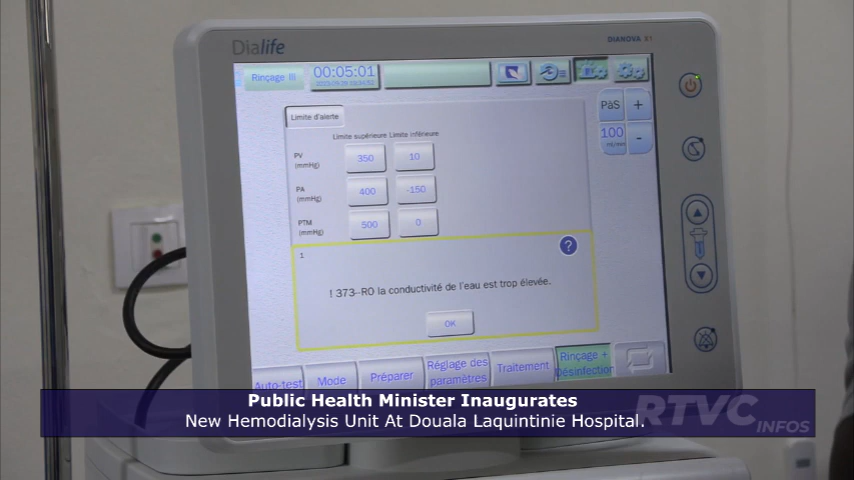 Dialife
DIANOVA X1
Rinçage III
00:05:01
PàS
+
100
-
Limite d'alerte
Limite supérieure Limite inférieure
PV 350 10
(mmHg)
PA 400 -150
(mmHg)
PTM 500 0
(mmHg)
1
?
! 373--RO la conductivité de l'eau est trop élevée.
OK
Auto-test Mode Préparer Réglage des paramètres Traitement Rinçage + Désinfection
Public Health Minister Inaugurates
New Hemodialysis Unit At Douala Laquintinie Hospital.
RTVC
INFOS